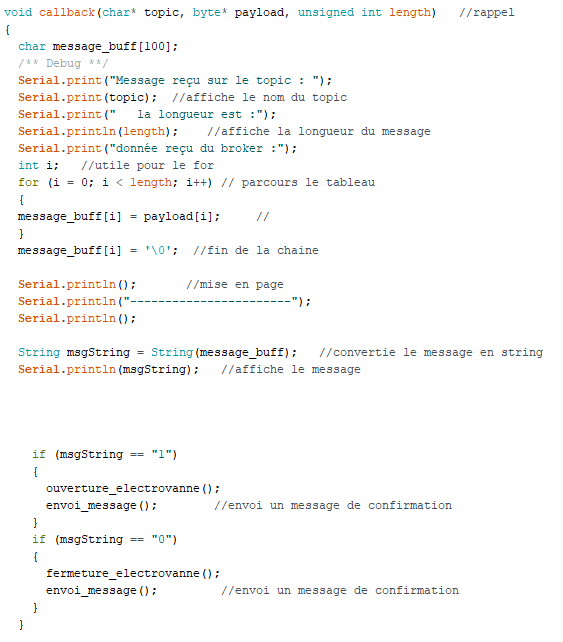 void callback(char* topic, byte* payload, unsigned int length)   //rappel
{
  char message_buff[100];
  /** Debug **/
  Serial.print("Message reçu sur le topic : ");
  Serial.print(topic);  //affiche le nom du topic
  Serial.print("   la longueur est :");
  Serial.println(length);    //affiche la longueur du message
  Serial.print("donnée reçu du broker :");
  int i;   //utile pour le for
  for (i = 0; i < length; i++) // parcours le tableau
  {
  message_buff[i] = payload[i];     //
  }
  message_buff[i] = '\0';  //fin de la chaine
  Serial.println();       //mise en page
  Serial.println("-----------------------");
  Serial.println();
  String msgString = String(message_buff);   //convertie le message en string
  Serial.println(msgString);   //affiche le message
    if (msgString == "1")
    {
      ouverture_electrovanne();
      envoi_message();        //envoi un message de confirmation
    }
    if (msgString == "0")
    {
      fermeture_electrovanne();
      envoi_message();         //envoi un message de confirmation
    }
  }